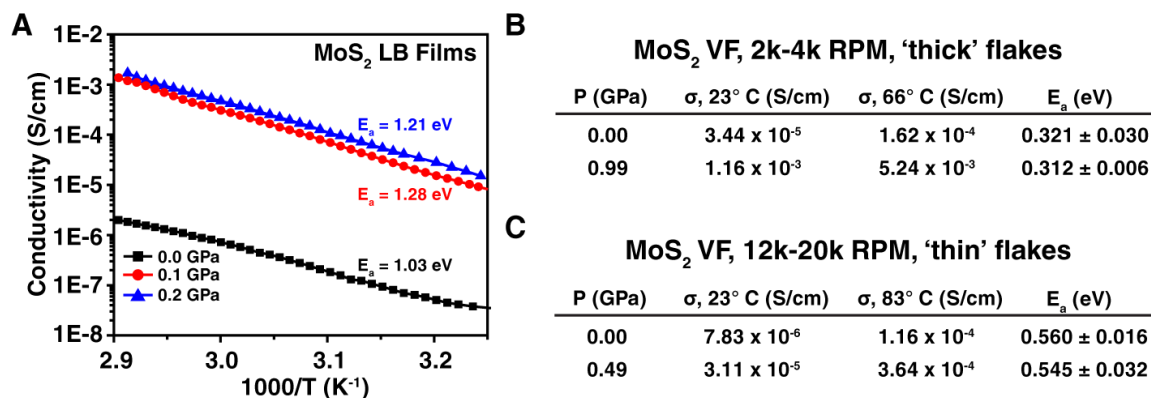 A
MoS₂ LB Films
Conductivity (S/cm)
1E-2
1E-3
1E-4
1E-5
1E-6
1E-7
1E-8
Eₐ = 1.21 eV
Eₐ = 1.28 eV
Eₐ = 1.03 eV
0.0 GPa
0.1 GPa
0.2 GPa
2.9 3.0 3.1 3.2
1000/T (K⁻¹)
B
MoS₂ VF, 2k-4k RPM, ‘thick’ flakes
P (GPa) σ, 23° C (S/cm) σ, 66° C (S/cm) Eₐ (eV)
0.00 3.44 x 10⁻⁵ 1.62 x 10⁻⁴ 0.321 ± 0.030
0.99 1.16 x 10⁻³ 5.24 x 10⁻³ 0.312 ± 0.006
C
MoS₂ VF, 12k-20k RPM, ‘thin’ flakes
P (GPa) σ, 23° C (S/cm) σ, 83° C (S/cm) Eₐ (eV)
0.00 7.83 x 10⁻⁶ 1.16 x 10⁻⁴ 0.560 ± 0.016
0.49 3.11 x 10⁻⁵ 3.64 x 10⁻⁴ 0.545 ± 0.032